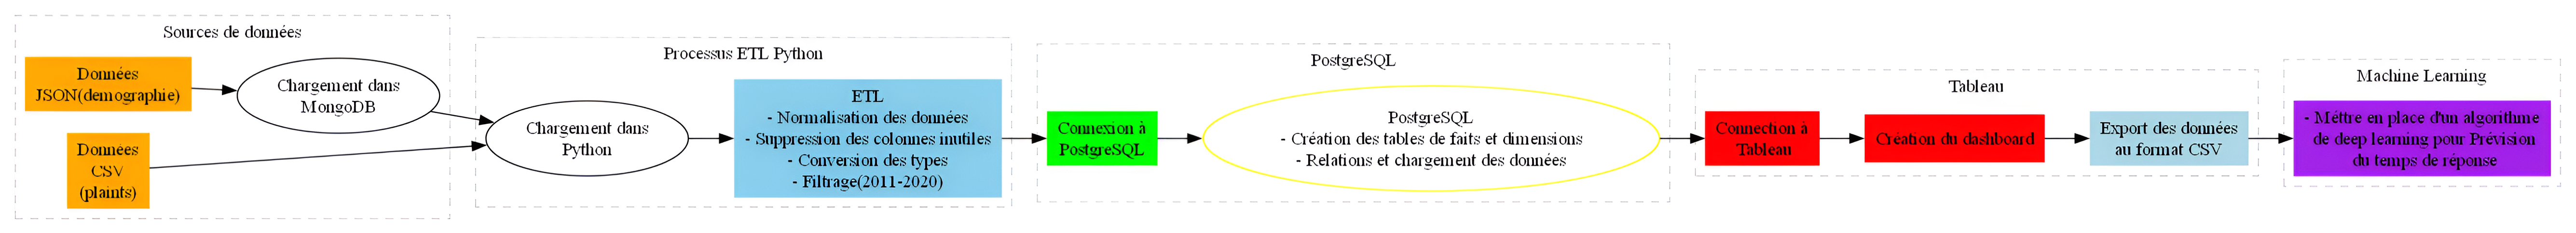 Sources de données
Données
JSON(demographie)
Chargement dans
MongoDB
Données
CSV
(plaints)
Processus ETL Python
Chargement dans
Python
ETL
- Normalisation des données
- Suppression des colonnes inutiles
- Conversion des types
- Filtrage(2011-2020)
PostgreSQL
Connexion à
PostgreSQL
PostgreSQL
- Création des tables de faits et dimensions
- Relations et chargement des données
Tableau
Connection a
Tableau
Création du dashboard
Export des données
au format CSV
Machine Learning
- Méttre en place d'un algorithme
de deep learning pour Prévision
du temps de réponse